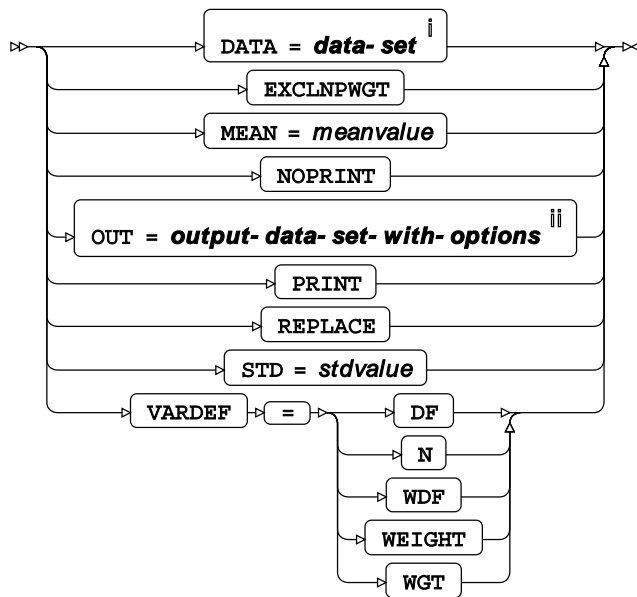 DATA = data-set i
EXCLNPWGT
MEAN = meanvalue
NOPRINT
OUT = output-data-set-with-options ii
PRINT
REPLACE
STD = stdvalue
VARDEF = DF
N
WDF
WEIGHT
WGT